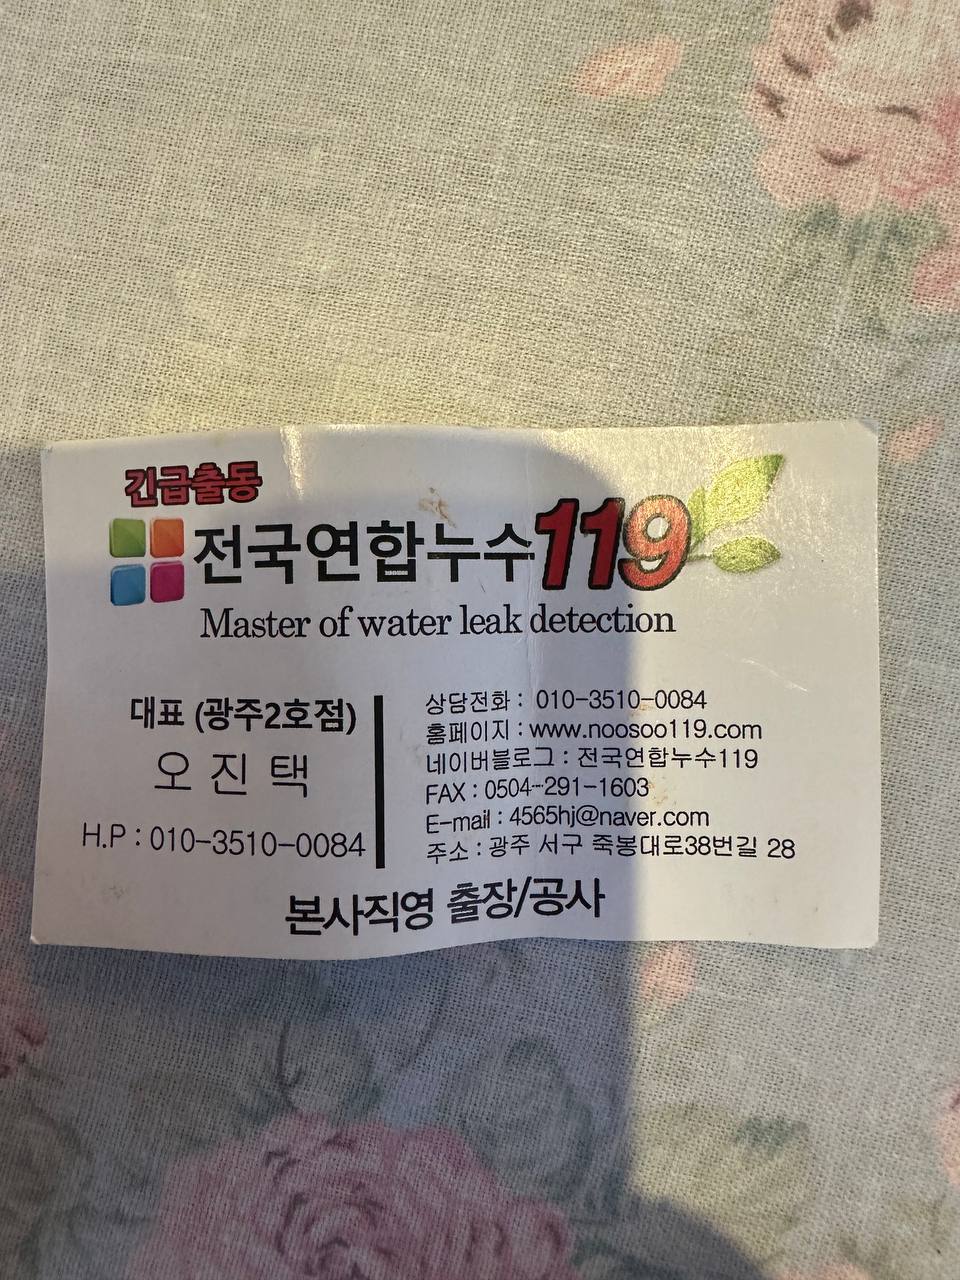 긴급출동
전국연합누수119
Master of water leak detection
대표 (광주2호점)
오 진 택
H.P : 010-3510-0084
상담전화 : 010-3510-0084
홈페이지 : www.noosoo119.com
네이버블로그 : 전국연합누수119
FAX : 0504-291-1603
E-mail : 4565hj@naver.com
주소 : 광주 서구 죽봉대로38번길 28
본사직영 출장/공사